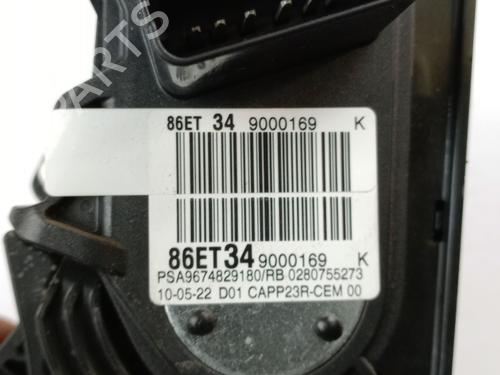 PARTS
86ET 34 9000169 K
86ET34 9000169 K
PSA9674829180/RB 0280755273
10-05-22 D01 CAPP23R-CEM 00